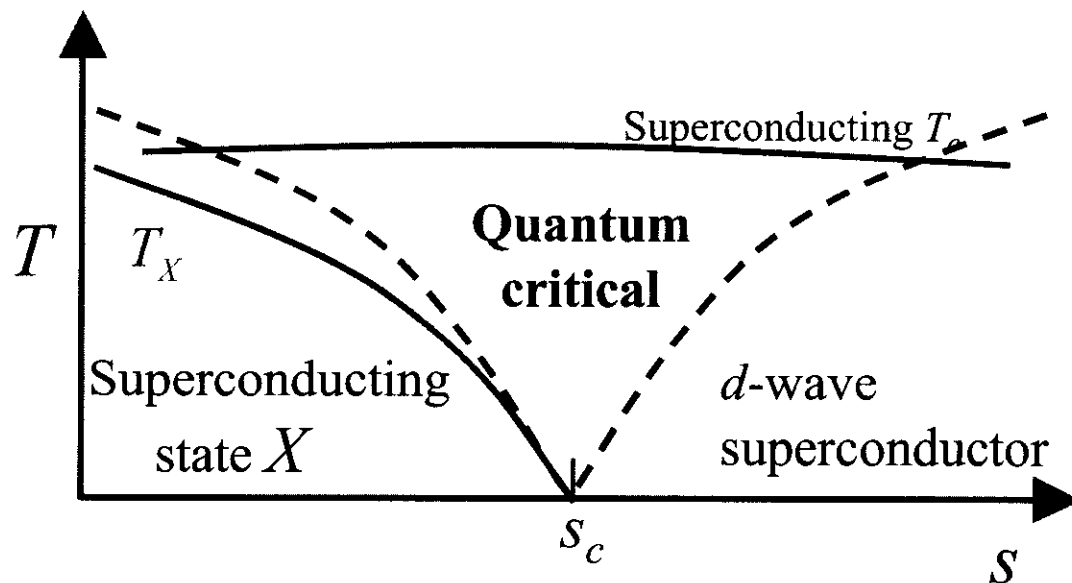 Superconducting T_c
Quantum
critical
T
T_X
Superconducting
state X
d-wave
superconductor
s_c
s